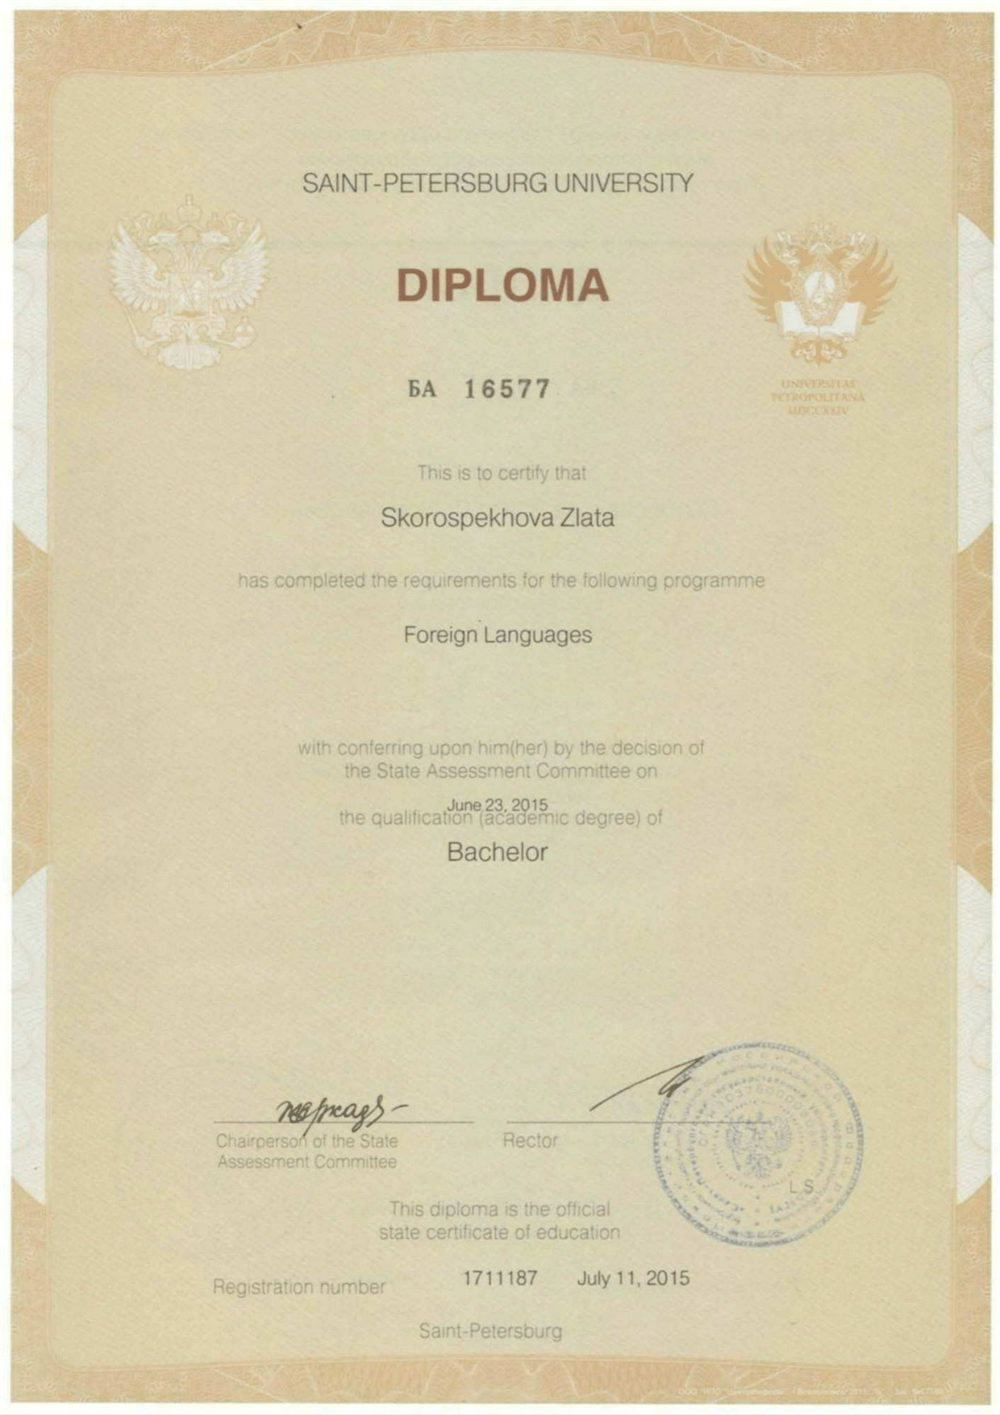 SAINT-PETERSBURG UNIVERSITY
DIPLOMA
БА 16577
UNIVERSITAS
PETROPOLITANA
MDCCXXIV
This is to certify that
Skorospekhova Zlata
has completed the requirements for the following programme
Foreign Languages
with conferring upon him(her) by the decision of
the State Assessment Committee on
June 23, 2015
the qualification (academic degree) of
Bachelor
Chairperson of the State
Assessment Committee
Rector
L.S
This diploma is the official
state certificate of education
Registration number 1711187 July 11, 2015
Saint-Petersburg